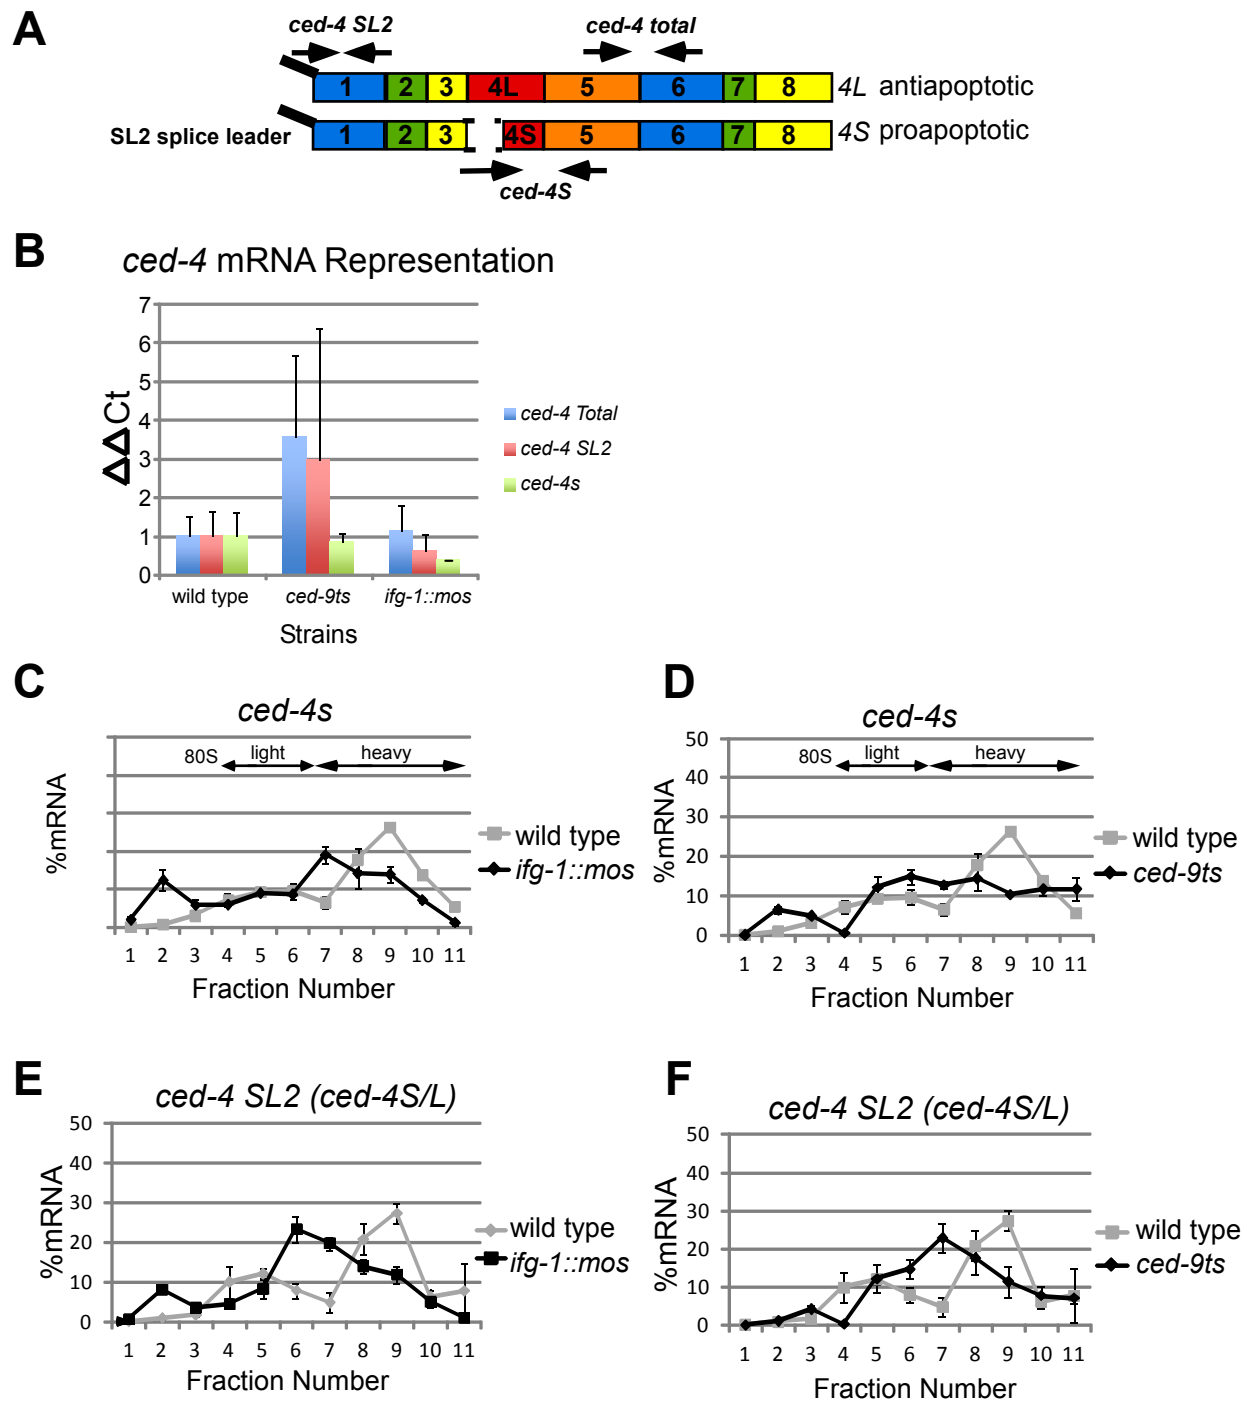 A
ced-4 SL2
ced-4 total
1 2 3 4L 5 6 7 8
4L antiapoptotic
SL2 splice leader
1 2 3 4S 5 6 7 8
4S proapoptotic
ced-4S
B
ced-4 mRNA Representation
7
6
5
4
3
2
1
0
ΔΔCt
ced-4 Total
ced-4 SL2
ced-4s
wild type ced-9ts ifg-1::mos
Strains
C
ced-4s
80S light heavy
%mRNA
wild type
ifg-1::mos
1 2 3 4 5 6 7 8 9 10 11
Fraction Number
D
ced-4s
50
40
30
20
10
0
80S light heavy
%mRNA
wild type
ced-9ts
1 2 3 4 5 6 7 8 9 10 11
Fraction Number
E
ced-4 SL2 (ced-4S/L)
50
40
30
20
10
0
%mRNA
wild type
ifg-1::mos
1 2 3 4 5 6 7 8 9 10 11
Fraction Number
F
ced-4 SL2 (ced-4S/L)
50
40
30
20
10
0
%mRNA
wild type
ced-9ts
1 2 3 4 5 6 7 8 9 10 11
Fraction Number